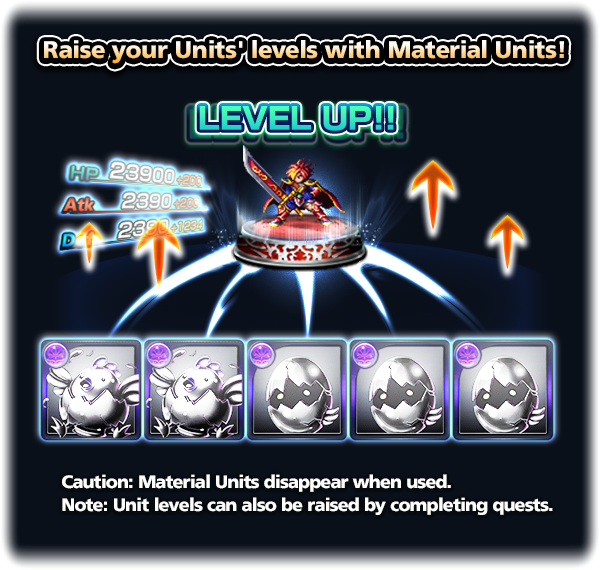 Raise your Units' levels with Material Units!
LEVEL UP!!
HP 23900
Atk 2390
Caution: Material Units disappear when used.
Note: Unit levels can also be raised by completing quests.